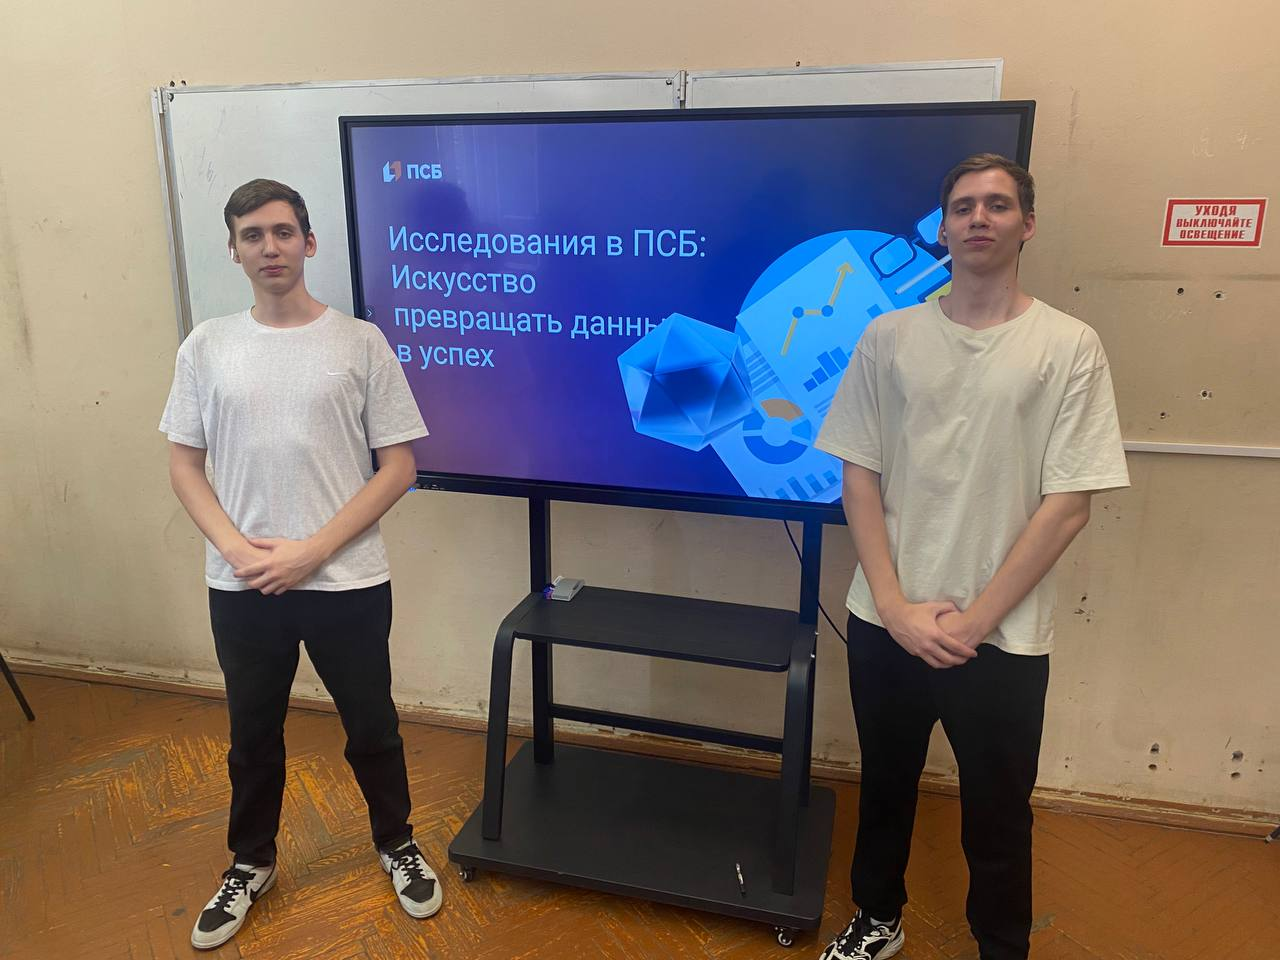 ПСБ
Исследования в ПСБ:
Искусство
превращать данны
в успех
УХОДЯ
ВЫКЛЮЧАЙТЕ
ОСВЕЩЕНИЕ